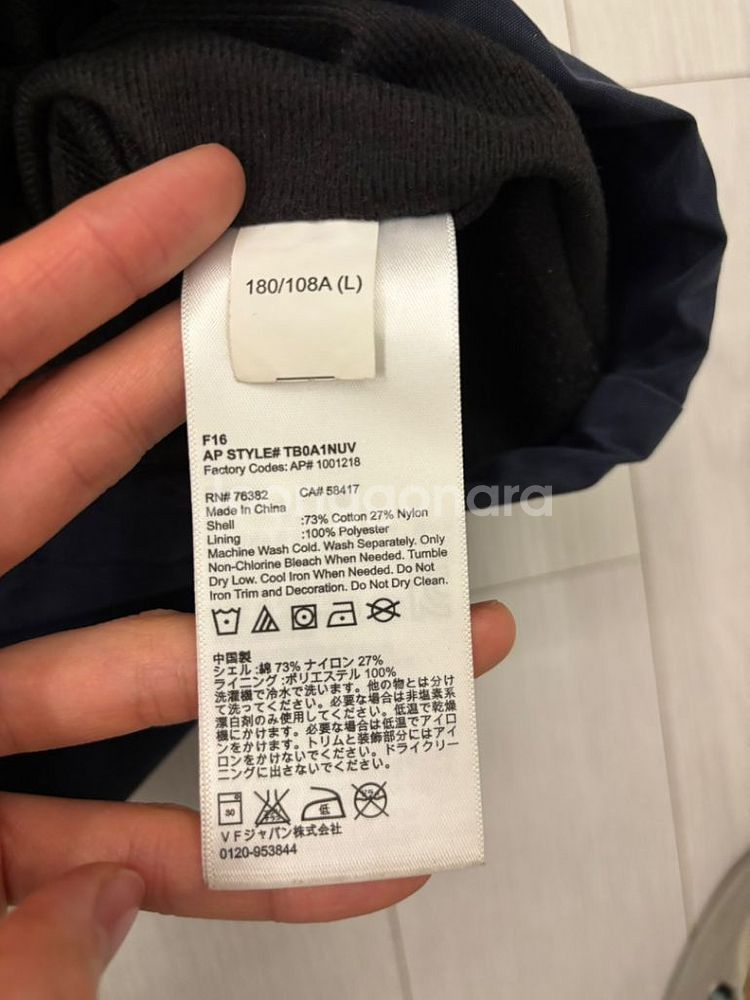 180/108A (L)
F16
AP STYLE# TB0A1NUV
Factory Codes: AP# 1001218
RN# 76382 CA# 58417
Made In China
Shell :73% Cotton 27% Nylon
Lining :100% Polyester
Machine Wash Cold. Wash Separately. Only
Non-Chlorine Bleach When Needed. Tumble
Dry Low. Cool Iron When Needed. Do Not
Iron Trim and Decoration. Do Not Dry Clean.
中国製
シェル :綿 73% ナイロン 27%
ライニング :ポリエステル 100%
洗濯機で冷水で洗います。他の物とは分け
て洗ってください。必要な場合は非塩素系
漂白剤のみ使用してください。低温で乾燥
機にかけます。必要な場合は低温でアイロ
ンをかけます。トリムと装飾部分にはアイ
ロンをかけないでください。ドライクリー
ニングに出さないでください。
30
低
ＶＦジャパン株式会社
0120-953844